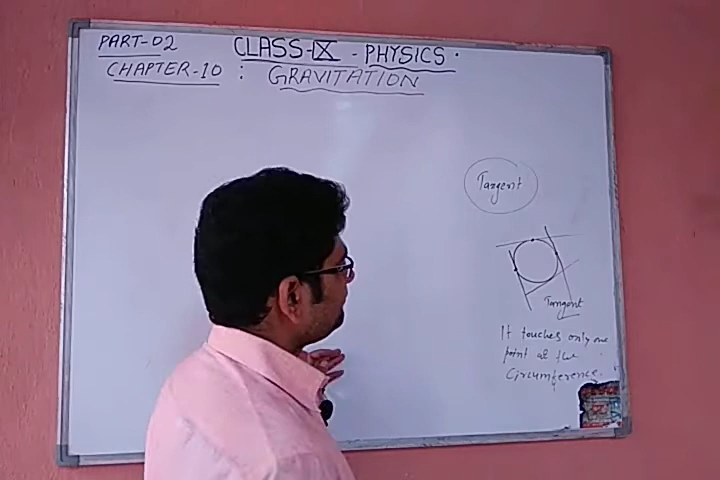 PART-02
CLASS-IX - PHYSICS.
CHAPTER-10 : GRAVITATION
Tangent
Tangent
It touches only one
point at the
Circumference.